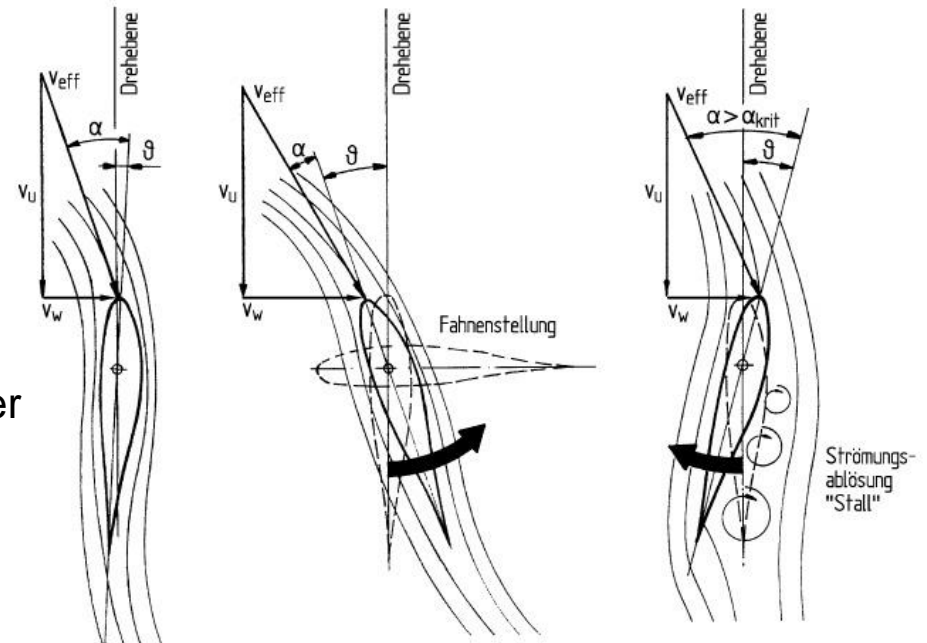 Drehebene
v_eff
α
ϑ
v_u
v_w
Drehebene
v_eff
α
ϑ
v_u
v_w
Fahnenstellung
Drehebene
v_eff
α > α_krit
ϑ
v_u
v_w
Strömungs-
ablösung
"Stall"
er